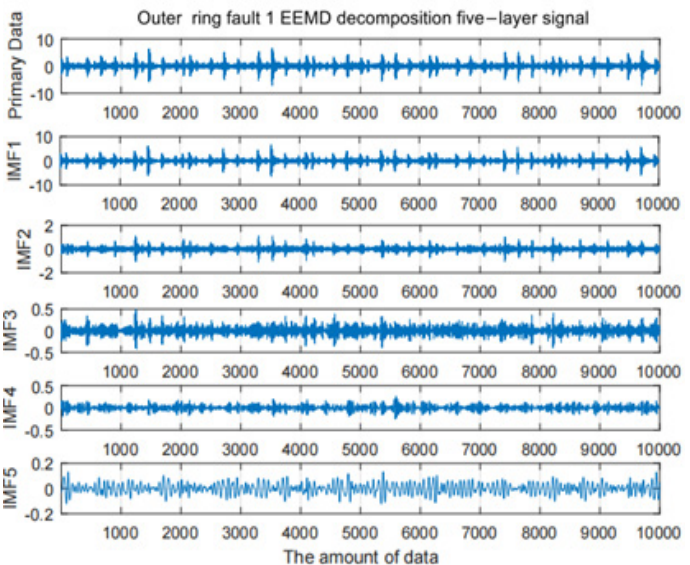 Outer ring fault 1 EEMD decomposition five-layer signal
Primary Data
10
0
-10
1000 2000 3000 4000 5000 6000 7000 8000 9000 10000
IMF1
10
0
-10
1000 2000 3000 4000 5000 6000 7000 8000 9000 10000
IMF2
2
0
-2
1000 2000 3000 4000 5000 6000 7000 8000 9000 10000
IMF3
0.5
0
-0.5
1000 2000 3000 4000 5000 6000 7000 8000 9000 10000
IMF4
0.5
0
-0.5
1000 2000 3000 4000 5000 6000 7000 8000 9000 10000
IMF5
0.2
0
-0.2
1000 2000 3000 4000 5000 6000 7000 8000 9000 10000
The amount of data